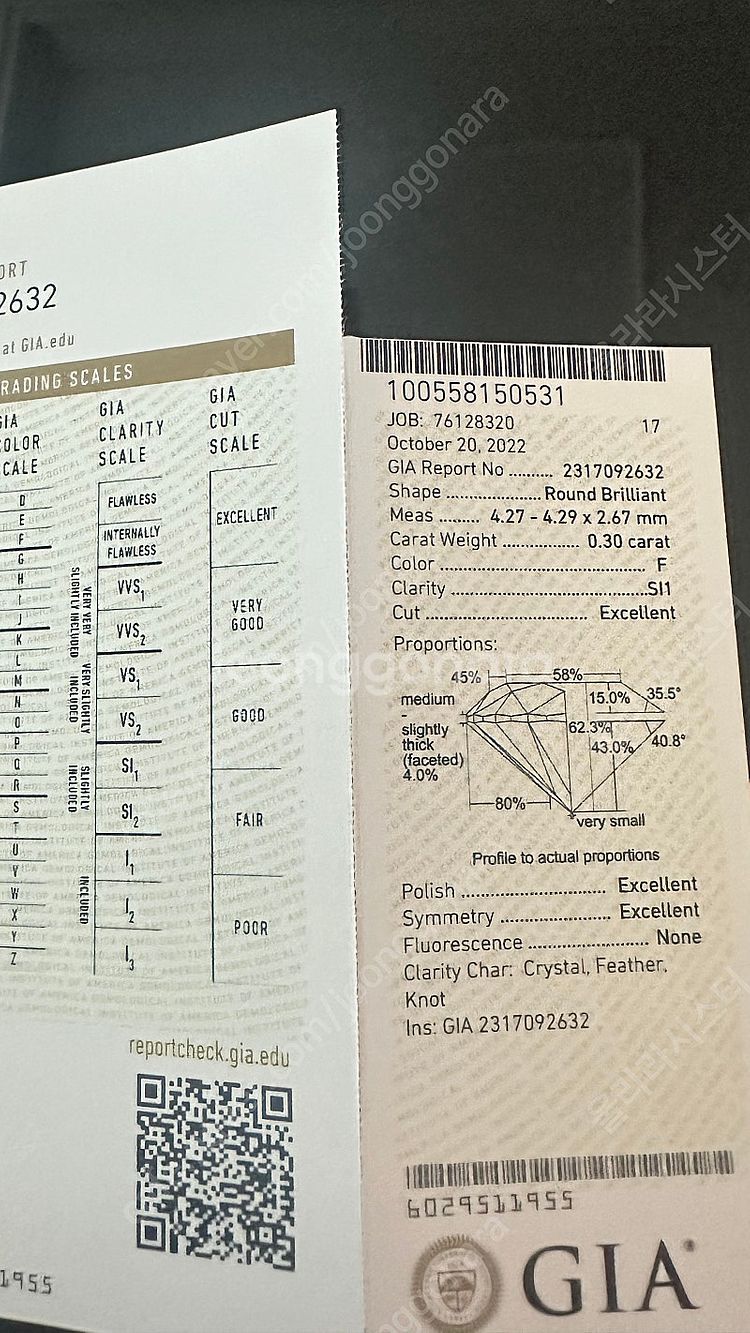 ORT
2632
at GIA.edu
RADING SCALES
GIA
COLOR
SCALE
D
E
F
G
H
I
J
K
L
M
N
O
P
Q
R
S
T
U
V
W
X
Y
Z
GIA
CLARITY
SCALE
FLAWLESS
INTERNALLY
FLAWLESS
VERY VERY
SLIGHTLY INCLUDED
VVS1
VVS2
VERY SLIGHTLY
INCLUDED
VS1
VS2
SLIGHTLY
INCLUDED
SI1
SI2
INCLUDED
I1
I2
I3
GIA
CUT
SCALE
EXCELLENT
VERY
GOOD
GOOD
FAIR
POOR
reportcheck.gia.edu
1955
100558150531
JOB: 76128320 17
October 20, 2022
GIA Report No .......... 2317092632
Shape ..................... Round Brilliant
Meas ......... 4.27 - 4.29 x 2.67 mm
Carat Weight ................. 0.30 carat
Color ............................................. F
Clarity .......................................... SI1
Cut .................................... Excellent
Proportions:
45% 58%
medium
-
slightly
thick
(faceted)
4.0%
15.0% 35.5°
62.3%
43.0% 40.8°
80%
very small
Profile to actual proportions
Polish ................................ Excellent
Symmetry ........................ Excellent
Fluorescence .......................... None
Clarity Char: Crystal, Feather,
Knot
Ins: GIA 2317092632
6029511955
GIA®
joonggonara